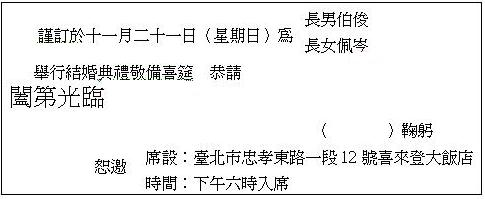 謹訂於十一月二十一日（星期日）為
長男伯俊
長女佩岑
舉行結婚典禮敬備喜筵　恭請
闔第光臨
（　　　　）鞠躬
恕邀
席設：臺北市忠孝東路一段12號喜來登大飯店
時間：下午六時入席